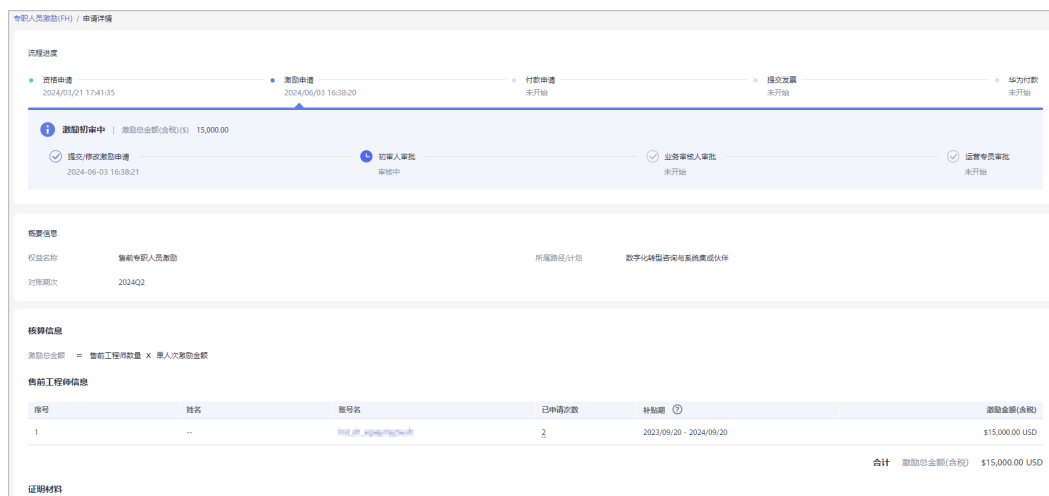 专职人员激励(FH) / 申请详情
流程进度
资格申请 激励申请 付款申请 提交发票 华为付款
2024/03/21 17:41:35 2024/06/03 16:38:20 未开始 未开始 未开始
激励初审中 | 激励总金额(含税)($) 15,000.00
提交/修改激励申请 初审人审批 业务审核人审批 运营专员审批
2024-06-03 16:38:21 审核中 未开始 未开始
概要信息
权益名称 售前专职人员激励 所属路径/计划 数字化转型咨询与系统集成伙伴
对账期次 2024Q2
核算信息
激励总金额 = 售前工程师数量 X 单人次激励金额
售前工程师信息
序号 姓名 账号名 已申请次数 补贴期 ? 激励金额(含税)
1 -- 2 2023/09/20 - 2024/09/20 $15,000.00 USD
合计 激励总金额(含税) $15,000.00 USD
证明材料